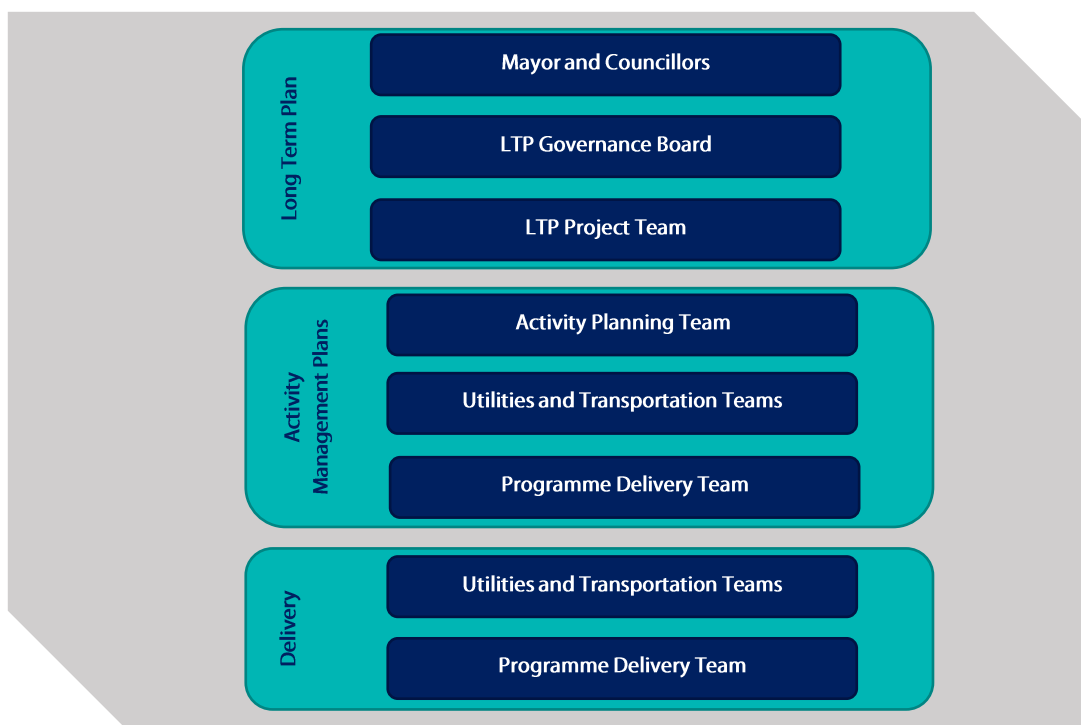 Long Term Plan
Mayor and Councillors
LTP Governance Board
LTP Project Team
Activity
Management Plans
Activity Planning Team
Utilities and Transportation Teams
Programme Delivery Team
Delivery
Utilities and Transportation Teams
Programme Delivery Team